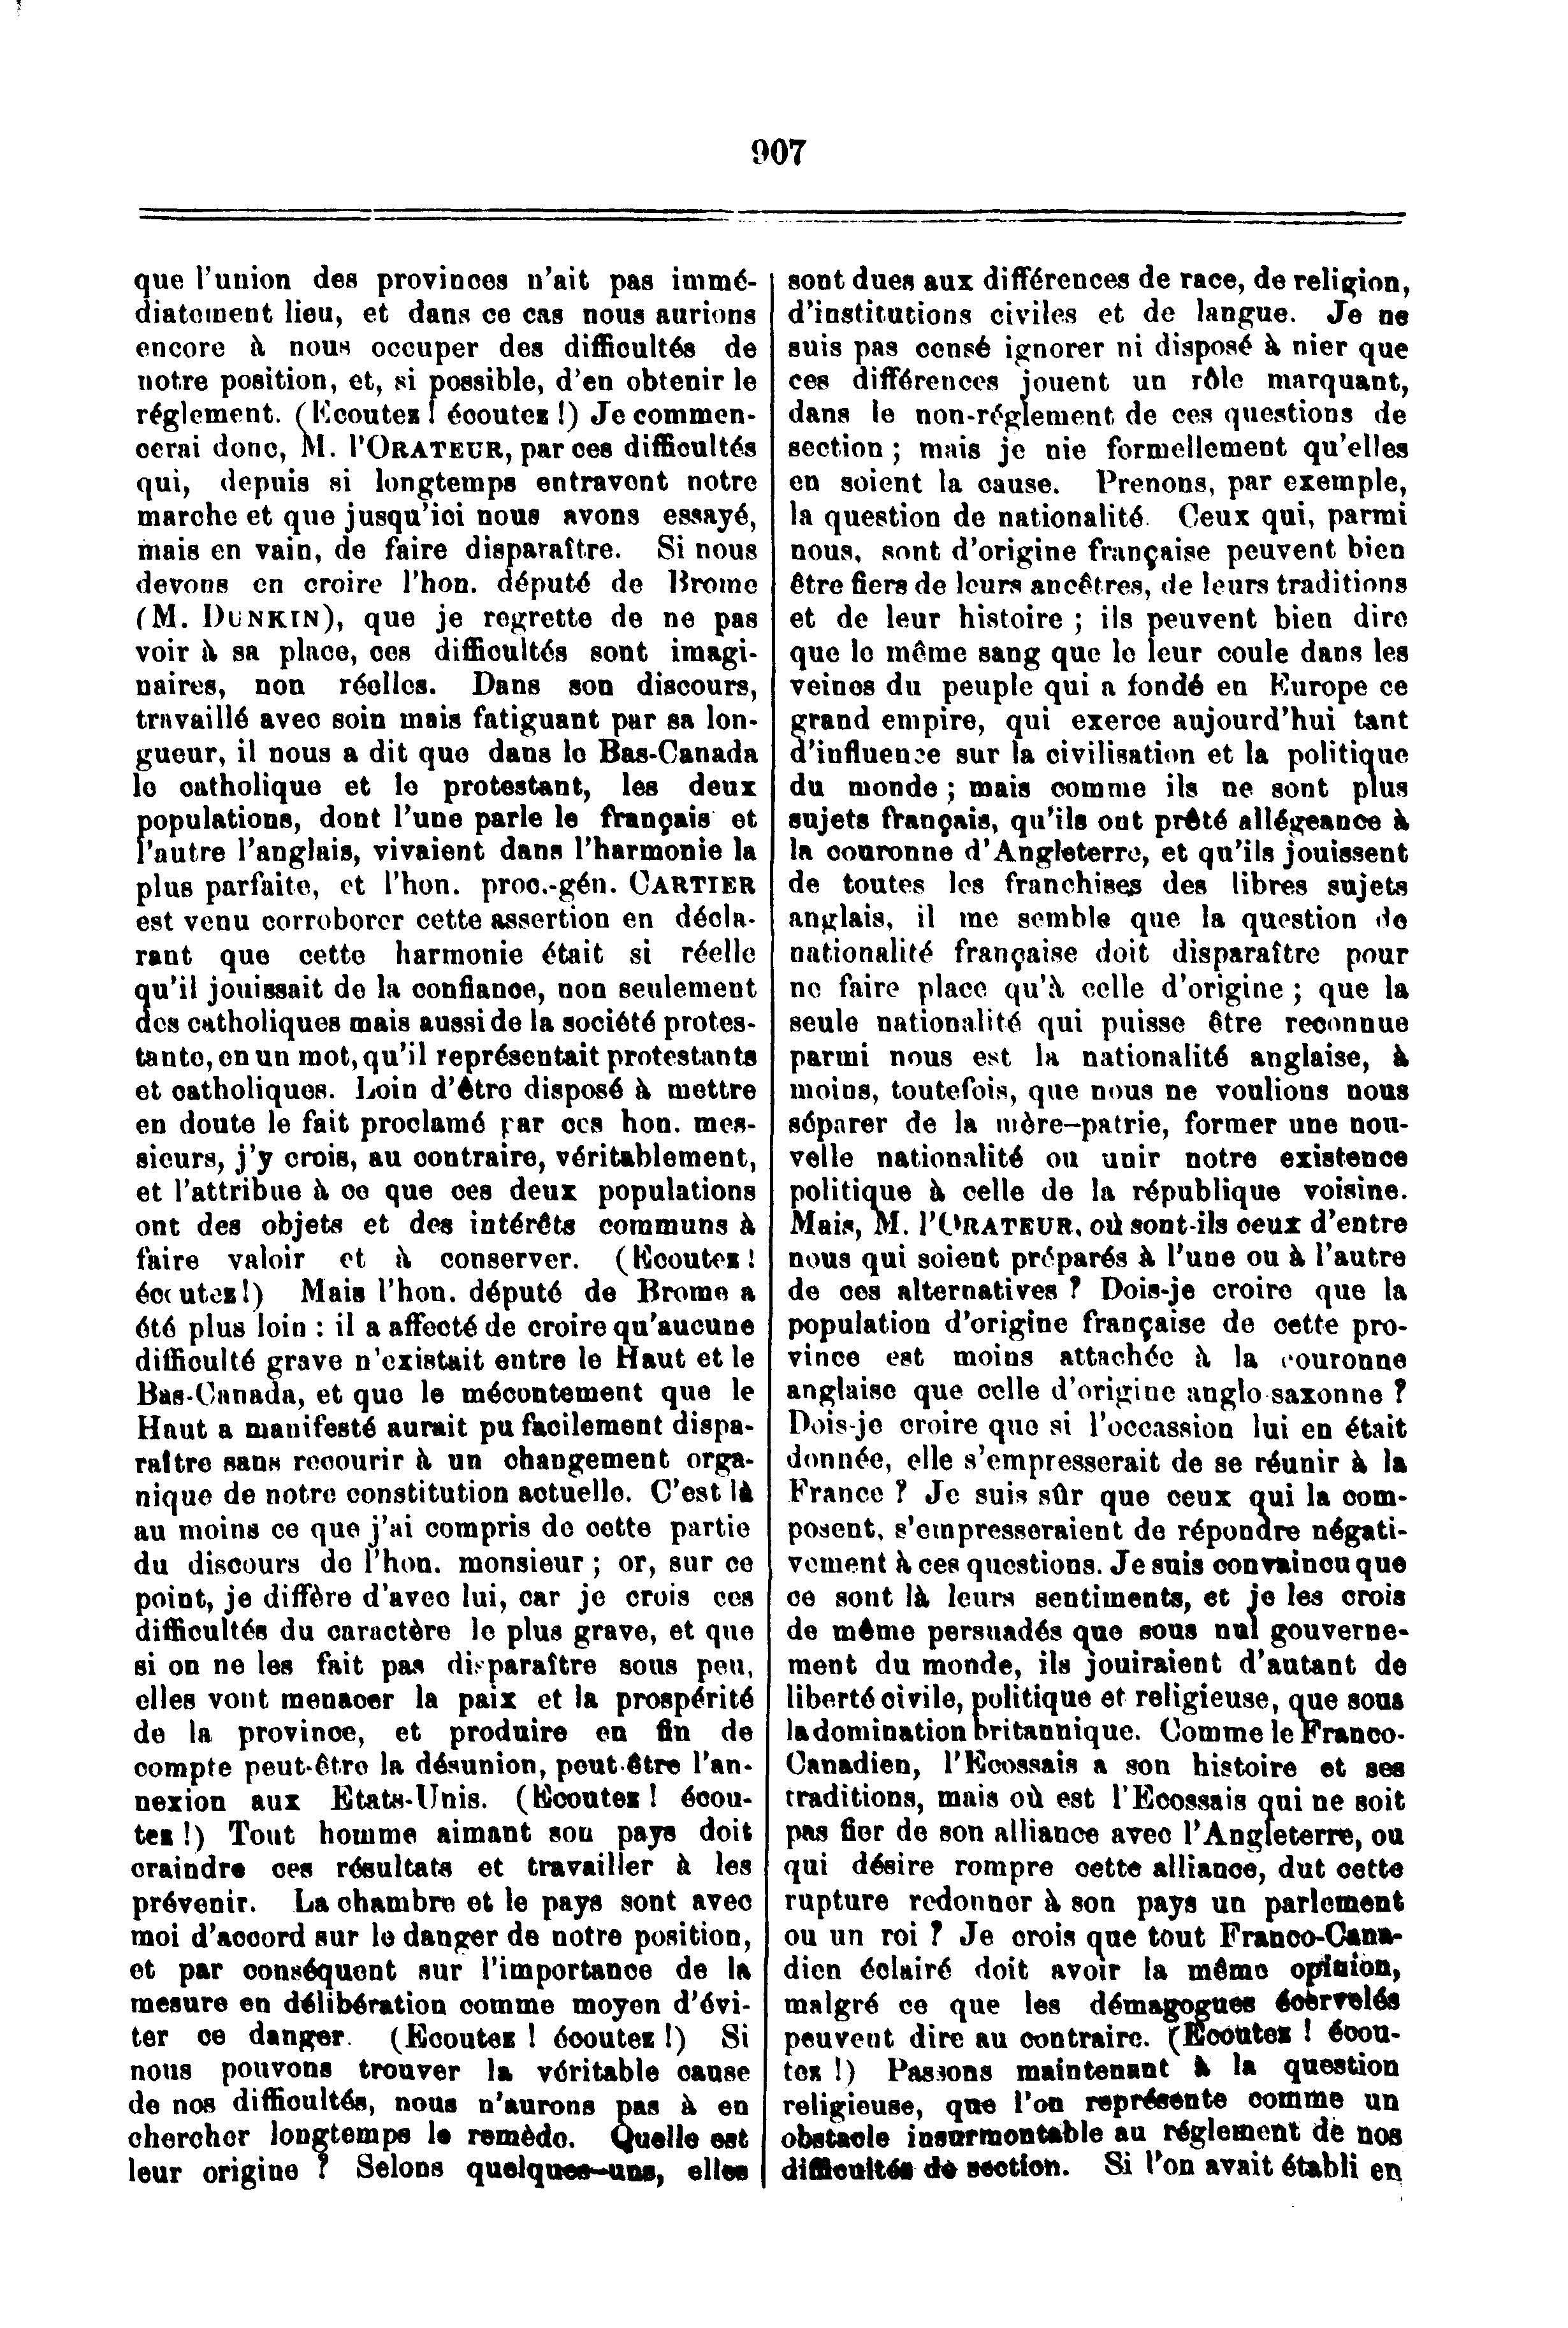 907
que l'union des provinces n'ait pas immé-
diatement lieu, et dans ce cas nous aurions
encore à nous occuper des difficultés de
notre position, et, si possible, d'en obtenir le
réglement. (Ecoutez ! écoutez !) Je commen-
cerai donc, M. l'ORATEUR, par ces difficultés
qui, depuis si longtemps entravent notre
marche et que jusqu'ici nous avons essayé,
mais en vain, de faire disparaître. Si nous
devons en croire l'hon. député de Brome
(M. DUNKIN), que je regrette de ne pas
voir à sa place, ces difficultés sont imagi-
naires, non réelles. Dans son discours,
travaillé avec soin mais fatiguant par sa lon-
gueur, il nous a dit que dans le Bas-Canada
le catholique et le protestant, les deux
populations, dont l'une parle le français et
l'autre l'anglais, vivaient dans l'harmonie la
plus parfaite, et l'hon. proc.-gén. CARTIER
est venu corroborer cette assertion en décla-
rant que cette harmonie était si réelle
qu'il jouissait de la confiance, non seulement
des catholiques mais aussi de la société protes-
tante, en un mot, qu'il représentait protestants
et catholiques. Loin d'être disposé à mettre
en doute le fait proclamé par ces hon. mes-
sieurs, j'y crois, au contraire, véritablement,
et l'attribue à ce que ces deux populations
ont des objets et des intérêts communs à
faire valoir et à conserver. (Ecoutez !
écoutez !) Mais l'hon. député de Brome a
été plus loin : il a affecté de croire qu'aucune
difficulté grave n'existait entre le Haut et le
Bas-Canada, et que le mécontement que le
Haut a manifesté aurait pu facilement dispa-
raître sans recourir à un changement orga-
nique de notre constitution actuelle. C'est là
au moins ce que j'ai compris de cette partie
du discours de l'hon. monsieur ; or, sur ce
point, je diffère d'avec lui, car je crois ces
difficultés du caractère le plus grave, et que
si on ne les fait pas disparaître sous peu,
elles vont menacer la paix et la prospérité
de la province, et produire en fin de
compte peut-être la désunion, peut-être l'an-
nexion aux Etats-Unis. (Ecoutez ! écou-
tez !) Tout homme aimant son pays doit
craindre ces résultats et travailler à les
prévenir. La chambre et le pays sont avec
moi d'accord sur le danger de notre position,
et par conséquent sur l'importance de la
mesure en délibération comme moyen d'évi-
ter ce danger. (Ecoutez ! écoutez !) Si
nous pouvons trouver la véritable cause
de nos difficultés, nous n'aurons pas à en
chercher longtemps le remède. Quelle est
leur origine ? Selons quelques-uns, elles
sont dues aux différences de race, de religion,
d'institutions civiles et de langue. Je ne
suis pas censé ignorer ni disposé à nier que
ces différences jouent un rôle marquant,
dans le non-réglement de ces questions de
section ; mais je nie formellement qu'elles
en soient la cause. Prenons, par exemple,
la question de nationalité. Ceux qui, parmi
nous, sont d'origine française peuvent bien
être fiers de leurs ancêtres, de leurs traditions
et de leur histoire ; ils peuvent bien dire
que le même sang que le leur coule dans les
veines du peuple qui a fondé en Europe ce
grand empire, qui exerce aujourd'hui tant
d'influence sur la civilisation et la politique
du monde ; mais comme ils ne sont plus
sujets français, qu'ils ont prêté allégeance à
la couronne d'Angleterre, et qu'ils jouissent
de toutes les franchises des libres sujets
anglais, il me semble que la question de
nationalité française doit disparaître pour
ne faire place qu'à celle d'origine ; que la
seule nationalité qui puisse être reconnue
parmi nous est la nationalité anglaise, à
moins, toutefois, que nous ne voulions nous
séparer de la mère-patrie, former une nou-
velle nationalité ou unir notre existence
politique à celle de la république voisine.
Mais, M. l'ORATEUR, où sont-ils ceux d'entre
nous qui soient préparés à l'une ou à l'autre
de ces alternatives ? Dois-je croire que la
population d'origine française de cette pro-
vince est moins attachée à la couronne
anglaise que celle d'origine anglo-saxonne ?
Dois-je croire que si l'occassion lui en était
donnée, elle s'empresserait de se réunir à la
France ? Je suis sûr que ceux qui la com-
posent, s'empresseraient de répondre négati-
vement à ces questions. Je suis convaincu que
ce sont là leurs sentiments, et je les crois
de même persuadés que sous nul gouverne-
ment du monde, ils jouiraient d'autant de
liberté civile, politique et religieuse, que sous
la domination britannique. Comme le Franco-
Canadien, l'Ecossais a son histoire et ses
traditions, mais où est l'Ecossais qui ne soit
pas fier de son alliance avec l'Angleterre, ou
qui désire rompre cette alliance, dut cette
rupture redonner à son pays un parlement
ou un roi ? Je crois que tout Franco-Cana-
dien éclairé doit avoir la même opinion,
malgré ce que les démagogues écervelés
peuvent dire au contraire. (Ecoutez ! écou-
tez !) Passons maintenant à la question
religieuse, que l'on représente comme un
obstacle insurmontable au réglement de nos
difficultés de section. Si l'on avait établi en